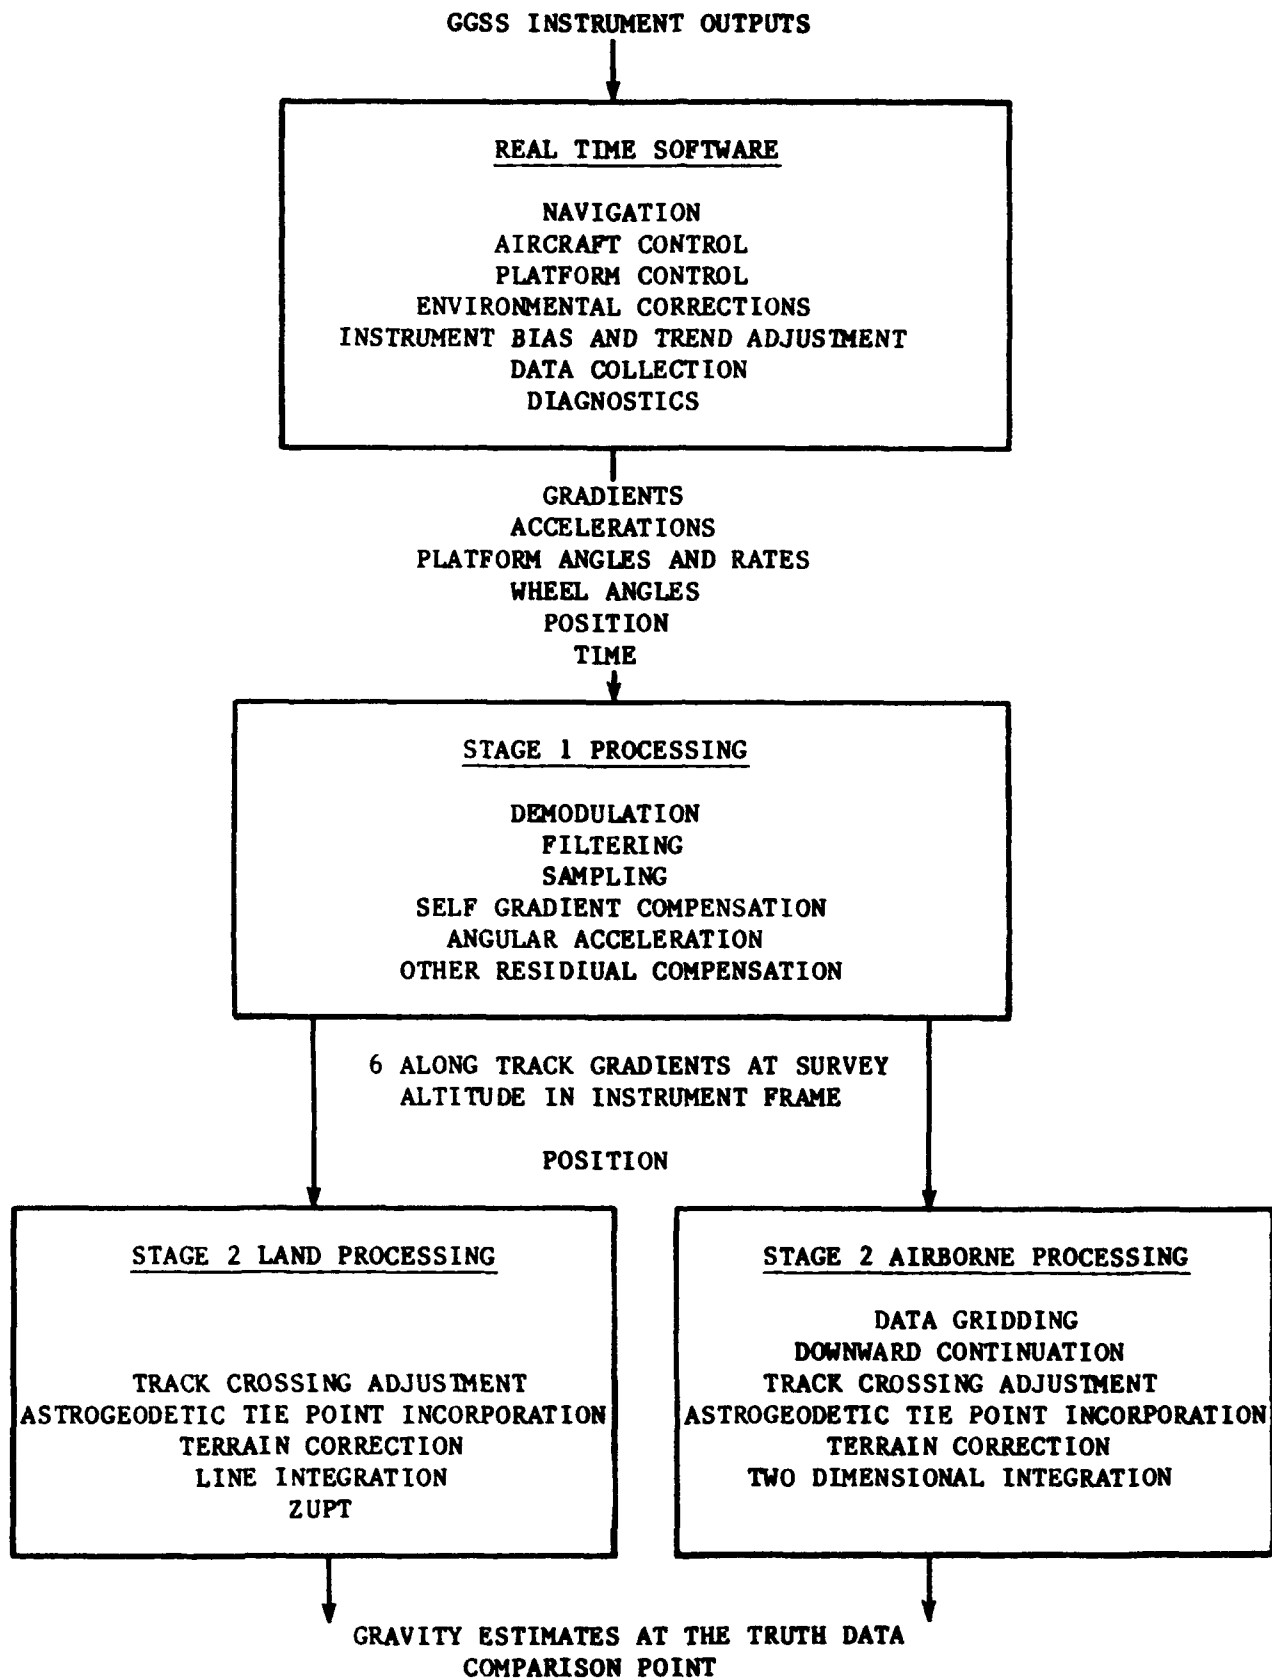 GGSS INSTRUMENT OUTPUTS
REAL TIME SOFTWARE
NAVIGATION
AIRCRAFT CONTROL
PLATFORM CONTROL
ENVIRONMENTAL CORRECTIONS
INSTRUMENT BIAS AND TREND ADJUSTMENT
DATA COLLECTION
DIAGNOSTICS
GRADIENTS
ACCELERATIONS
PLATFORM ANGLES AND RATES
WHEEL ANGLES
POSITION
TIME
STAGE 1 PROCESSING
DEMODULATION
FILTERING
SAMPLING
SELF GRADIENT COMPENSATION
ANGULAR ACCELERATION
OTHER RESIDIUAL COMPENSATION
6 ALONG TRACK GRADIENTS AT SURVEY
ALTITUDE IN INSTRUMENT FRAME
POSITION
STAGE 2 LAND PROCESSING
TRACK CROSSING ADJUSTMENT
ASTROGEODETIC TIE POINT INCORPORATION
TERRAIN CORRECTION
LINE INTEGRATION
ZUPT
STAGE 2 AIRBORNE PROCESSING
DATA GRIDDING
DOWNWARD CONTINUATION
TRACK CROSSING ADJUSTMENT
ASTROGEODETIC TIE POINT INCORPORATION
TERRAIN CORRECTION
TWO DIMENSIONAL INTEGRATION
GRAVITY ESTIMATES AT THE TRUTH DATA
COMPARISON POINT